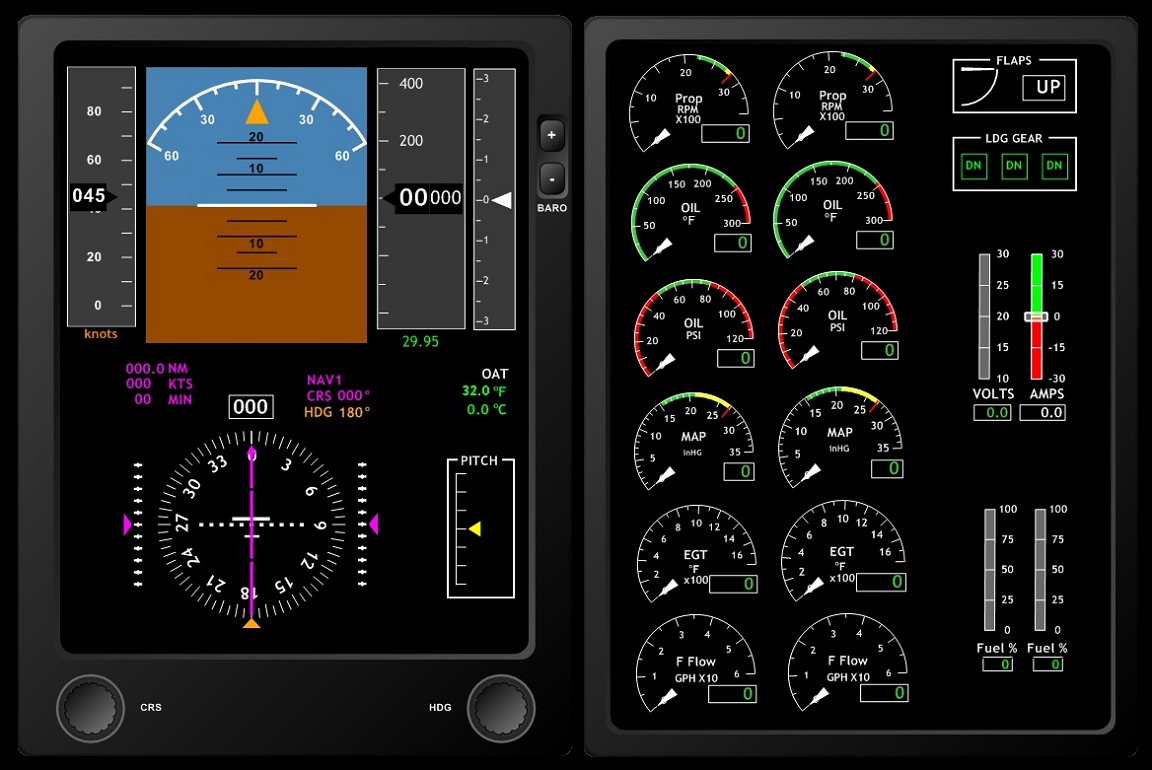 80
60
045
40
20
0
knots
60
30
30
60
20
10
10
20
400
200
00 000
29.95
3
2
1
0
1
2
3
+
-
BARO
000.0 NM
000 KTS
00 MIN
000
NAV1
CRS 000°
HDG 180°
OAT
32.0 °F
0.0 °C
0
3
6
9
12
15
18
21
24
27
30
33
PITCH
CRS
HDG
10
20
30
Prop
RPM
X100
0
10
20
30
Prop
RPM
X100
0
50
100
150
200
300
OIL
°F
0
50
100
150
200
300
OIL
°F
0
20
40
60
80
100
120
OIL
PSI
0
20
40
60
80
100
120
OIL
PSI
0
5
10
15
20
25
30
35
MAP
inHG
0
5
10
15
20
25
30
35
MAP
inHG
0
2
4
6
8
10
12
14
16
EGT
°F
x100
0
2
4
6
8
10
12
14
16
EGT
°F
x100
0
1
2
3
4
5
6
F Flow
GPH X10
0
1
2
3
4
5
6
F Flow
GPH X10
0
FLAPS
UP
LDG GEAR
DN DN DN
30
25
20
15
10
VOLTS
0.0
30
15
0
-15
-30
AMPS
0.0
100
75
50
25
0
Fuel %
0
100
75
50
25
0
Fuel %
0